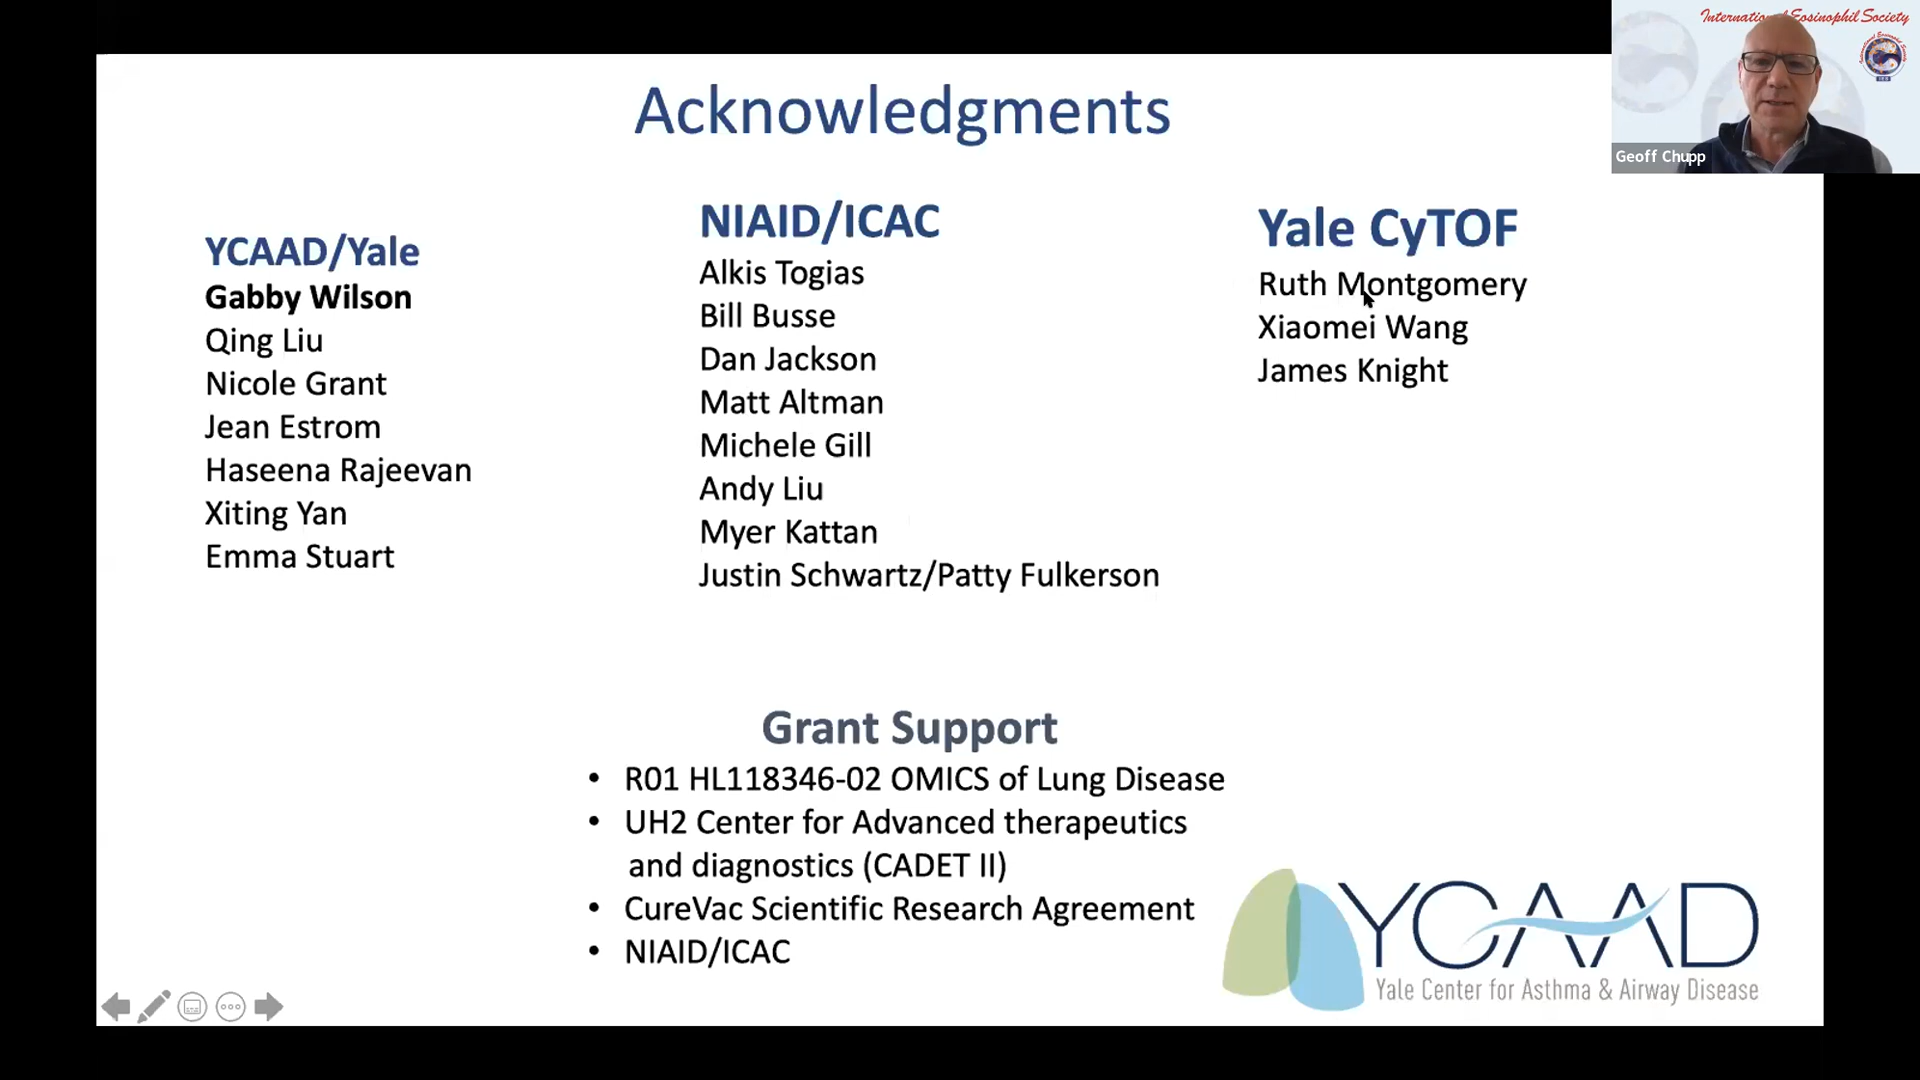 International Eosinophil Society
Geoff Chupp
Acknowledgments
YCAAD/Yale
Gabby Wilson
Qing Liu
Nicole Grant
Jean Estrom
Haseena Rajeevan
Xiting Yan
Emma Stuart
NIAID/ICAC
Alkis Togias
Bill Busse
Dan Jackson
Matt Altman
Michele Gill
Andy Liu
Myer Kattan
Justin Schwartz/Patty Fulkerson
Yale CyTOF
Ruth Montgomery
Xiaomei Wang
James Knight
Grant Support
• R01 HL118346-02 OMICS of Lung Disease
• UH2 Center for Advanced therapeutics
and diagnostics (CADET II)
• CureVac Scientific Research Agreement
• NIAID/ICAC
YCAAD
Yale Center for Asthma & Airway Disease